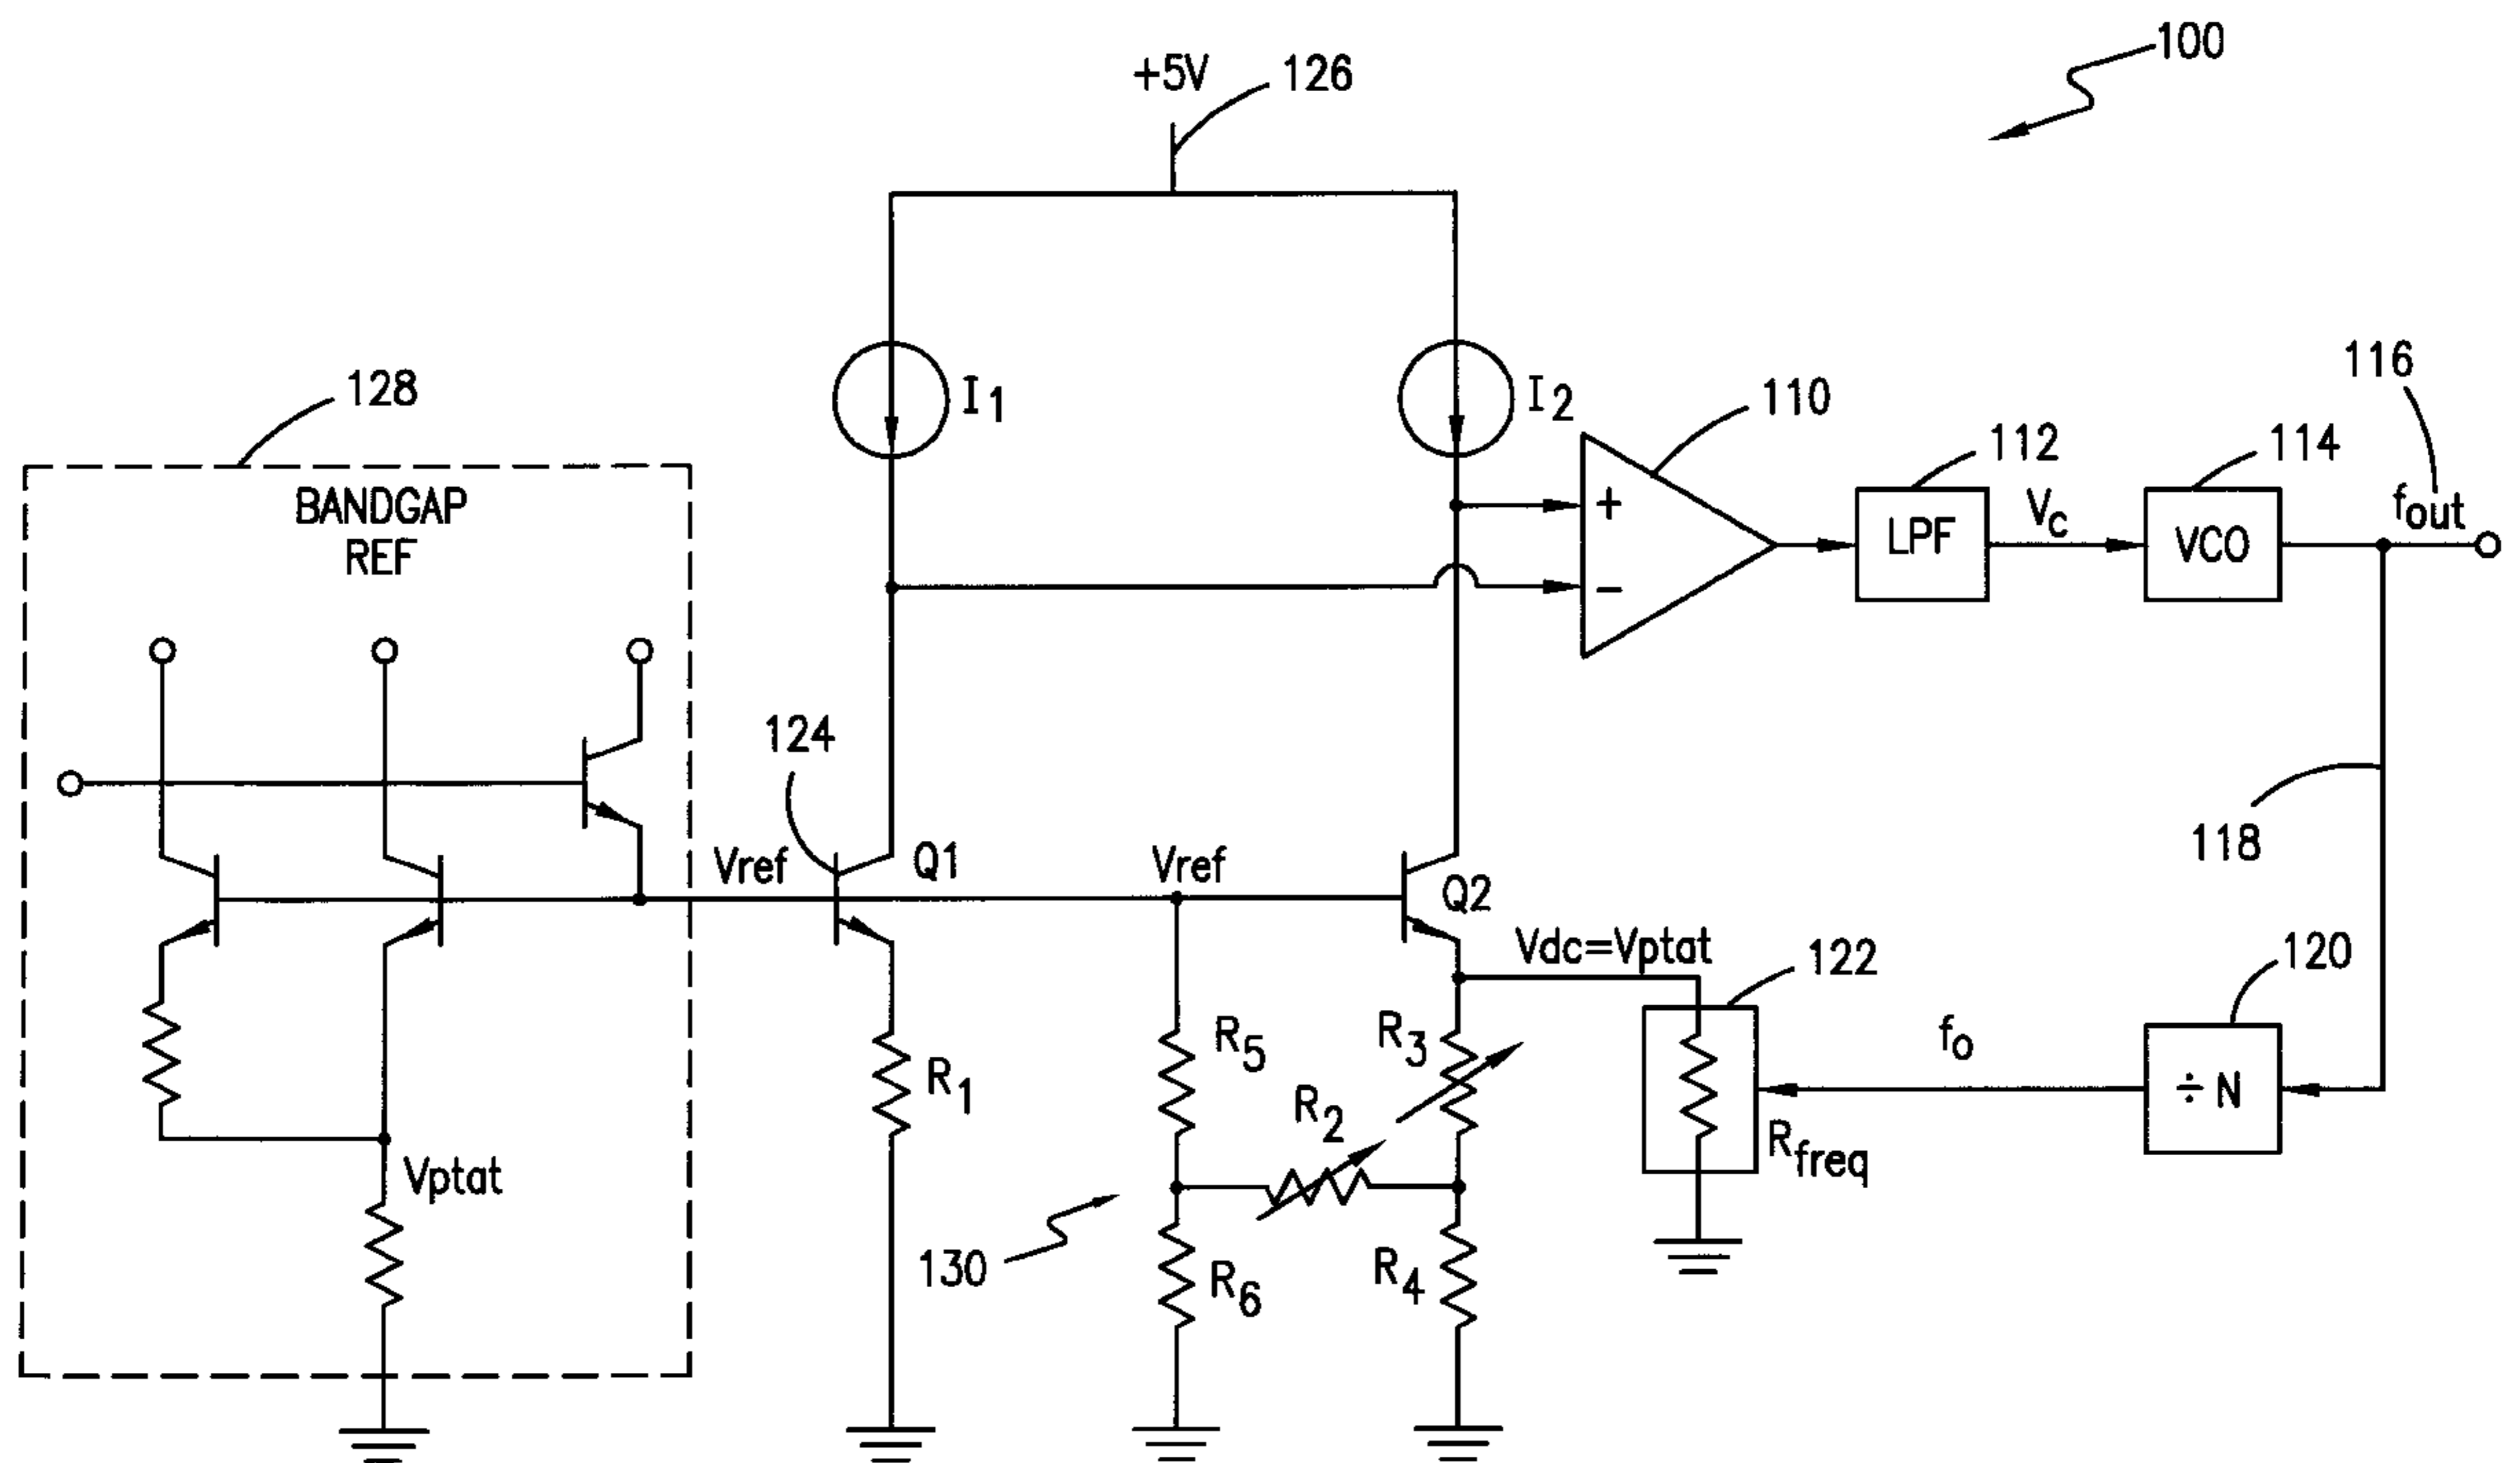 100
+5V
126
I1
I2
128
110
112
114
116
BANDGAP
REF
+
−
LPF
Vc
VCO
fout
124
118
Vref
Q1
Vref
Q2
Vdc=Vptat
122
120
R5
R3
fo
÷ N
R1
R2
Rfreq
Vptat
130
R6
R4